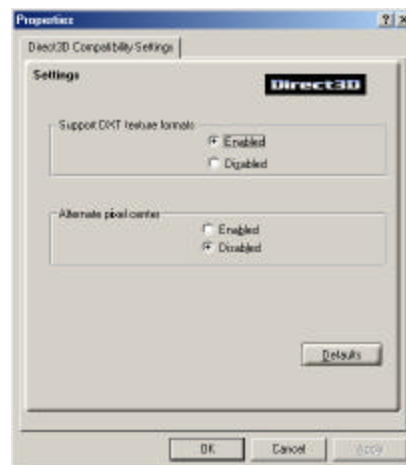 Properties
Direct3D Compatibility Settings
Settings
Direct3D
Support DXT texture formats
Enabled
Disabled
Alternate pixel center
Enabled
Disabled
Defaults
OK
Cancel
Apply